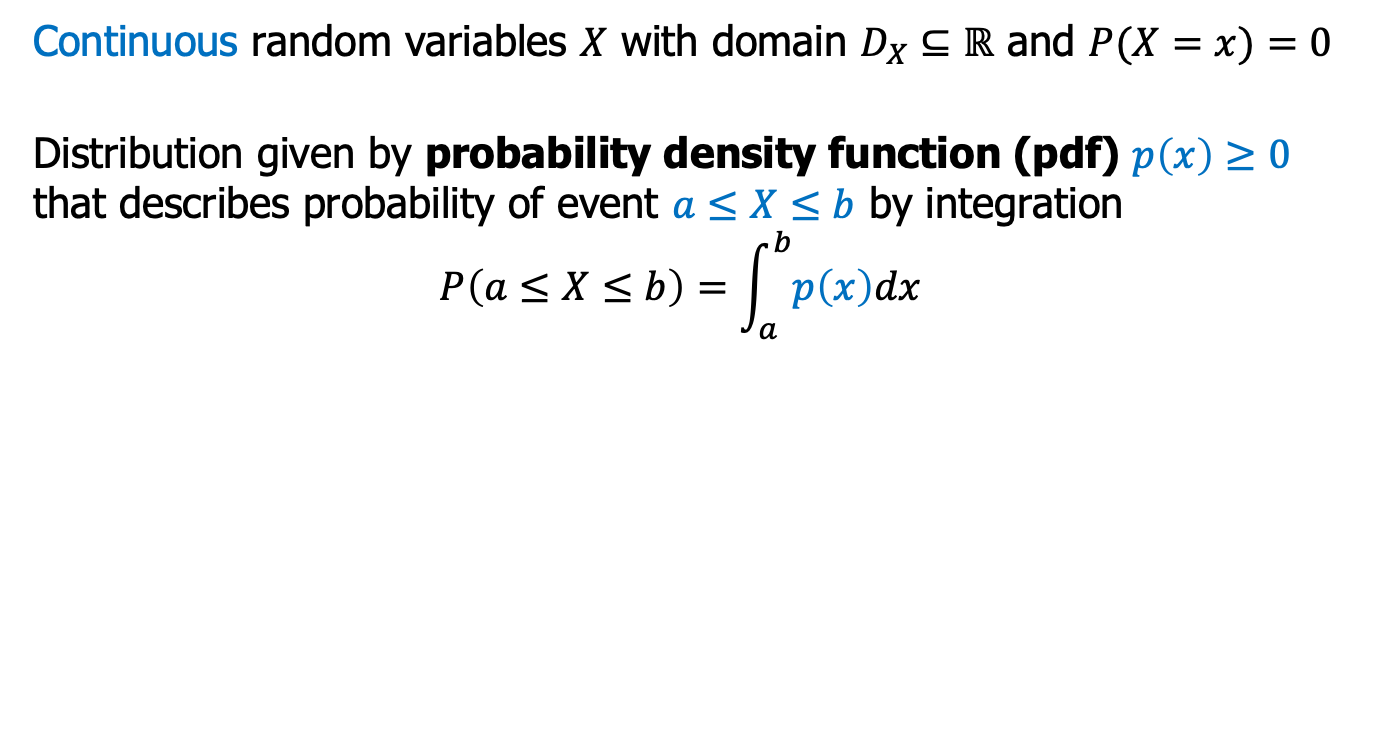 Continuous random variables X with domain D_X ⊆ ℝ and P(X = x) = 0
Distribution given by probability density function (pdf) p(x) ≥ 0
that describes probability of event a ≤ X ≤ b by integration
P(a ≤ X ≤ b) = ∫_a^b p(x)dx